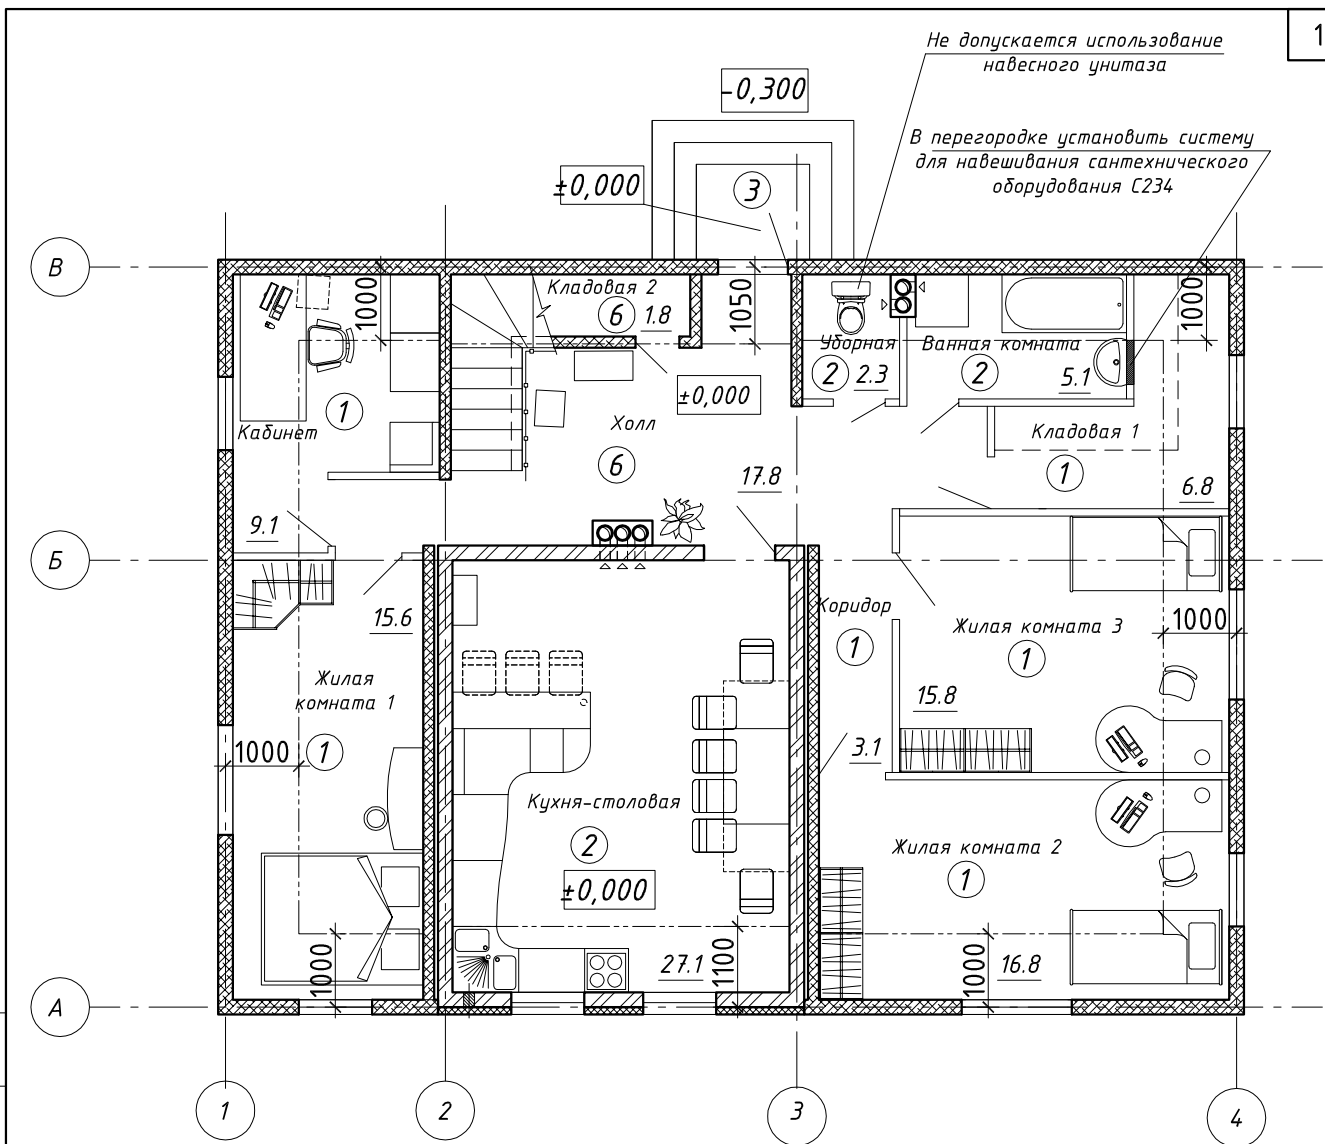 1
Не допускается использование
навесного унитаза
-0,300
В перегородке установить систему
для навешивания сантехнического
оборудования С234
±0,000
3
В
1000
Кладовая 2
6 1.8
1050
1000
Уборная
2 2.3
Ванная комната
2 5.1
±0,000
1
Кабинет
Холл
6
Кладовая 1
1
17.8
6.8
9.1
Б
15.6
Коридор
1
Жилая комната 3
1
1000
Жилая
комната 1
1
1000
15.8
3.1
Кухня-столовая
2
±0,000
Жилая комната 2
1
1000
27.1
1100
1000
16.8
А
1
2
3
4